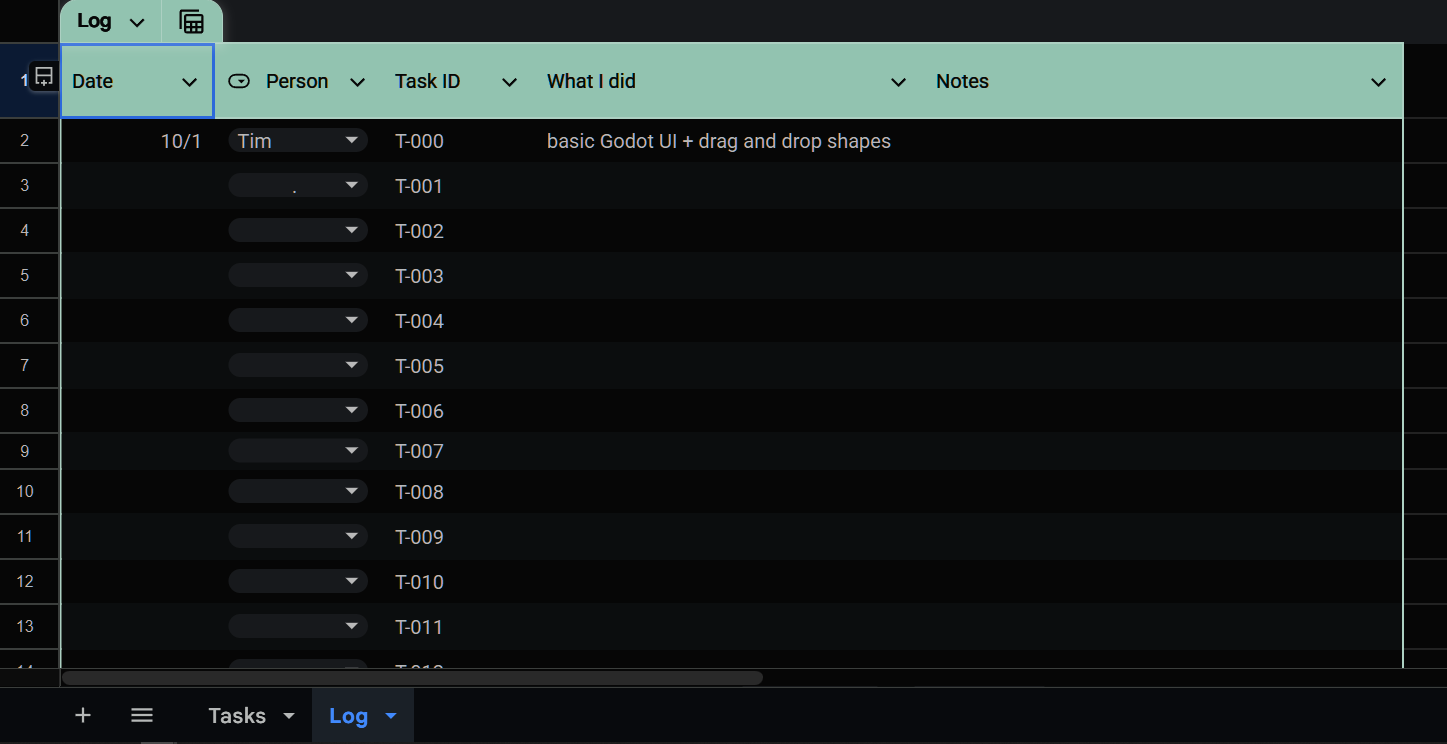 Log
1 Date Person Task ID What I did Notes
2 10/1 Tim T-000 basic Godot UI + drag and drop shapes
3 . T-001
4 T-002
5 T-003
6 T-004
7 T-005
8 T-006
9 T-007
10 T-008
11 T-009
12 T-010
13 T-011
14 T-012
Tasks Log